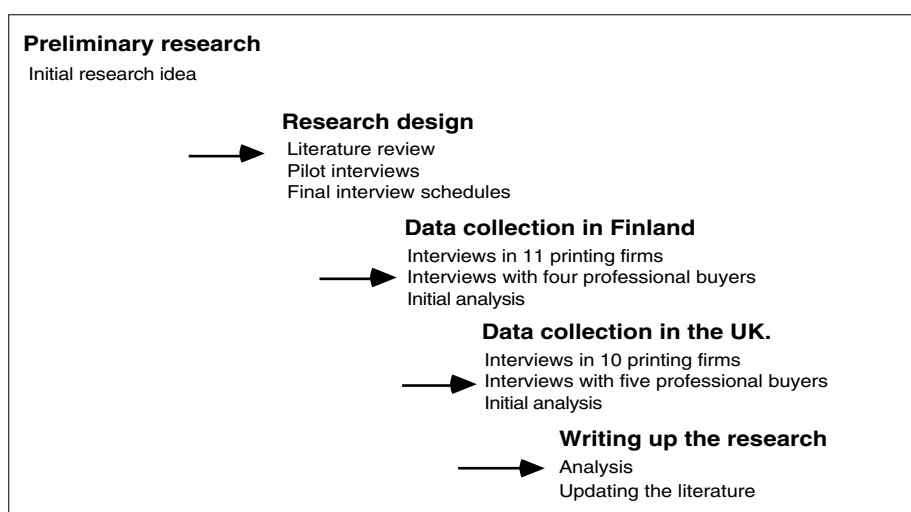 Preliminary research
Initial research idea
Research design
Literature review
Pilot interviews
Final interview schedules
Data collection in Finland
Interviews in 11 printing firms
Interviews with four professional buyers
Initial analysis
Data collection in the UK.
Interviews in 10 printing firms
Interviews with five professional buyers
Initial analysis
Writing up the research
Analysis
Updating the literature